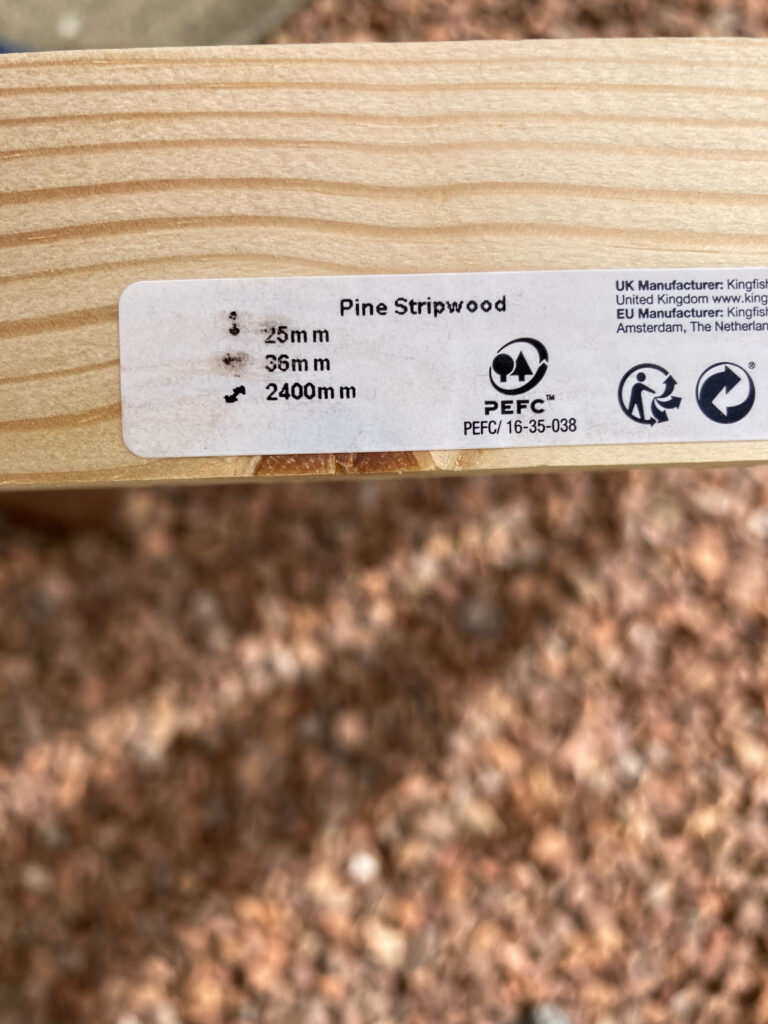 Pine Stripwood
25mm
36mm
2400mm
PEFC™
PEFC/ 16-35-038
UK Manufacturer: Kingfish
United Kingdom www.king
EU Manufacturer: Kingfish
Amsterdam, The Netherlan
®